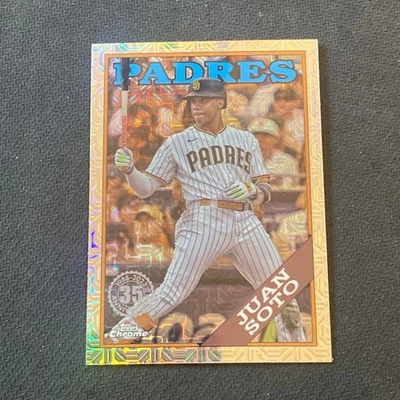 PADRES
PADRES
35
Topps
Chrome
JUAN
SOTO